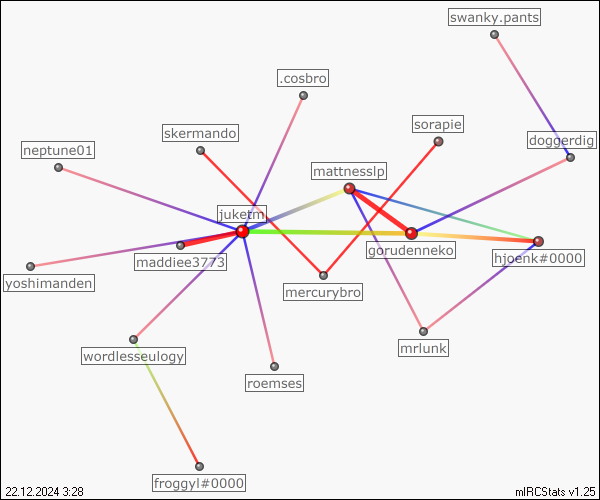 swanky.pants
.cosbro
sorapie
skermando
doggerdig
neptune01
mattnesslp
juketm
gorudenneko
hjoenk#0000
maddiee3773
yoshimanden
mercurybro
mrlunk
wordlesseulogy
roemses
froggyl#0000
22.12.2024 3:28
mIRCStats v1.25